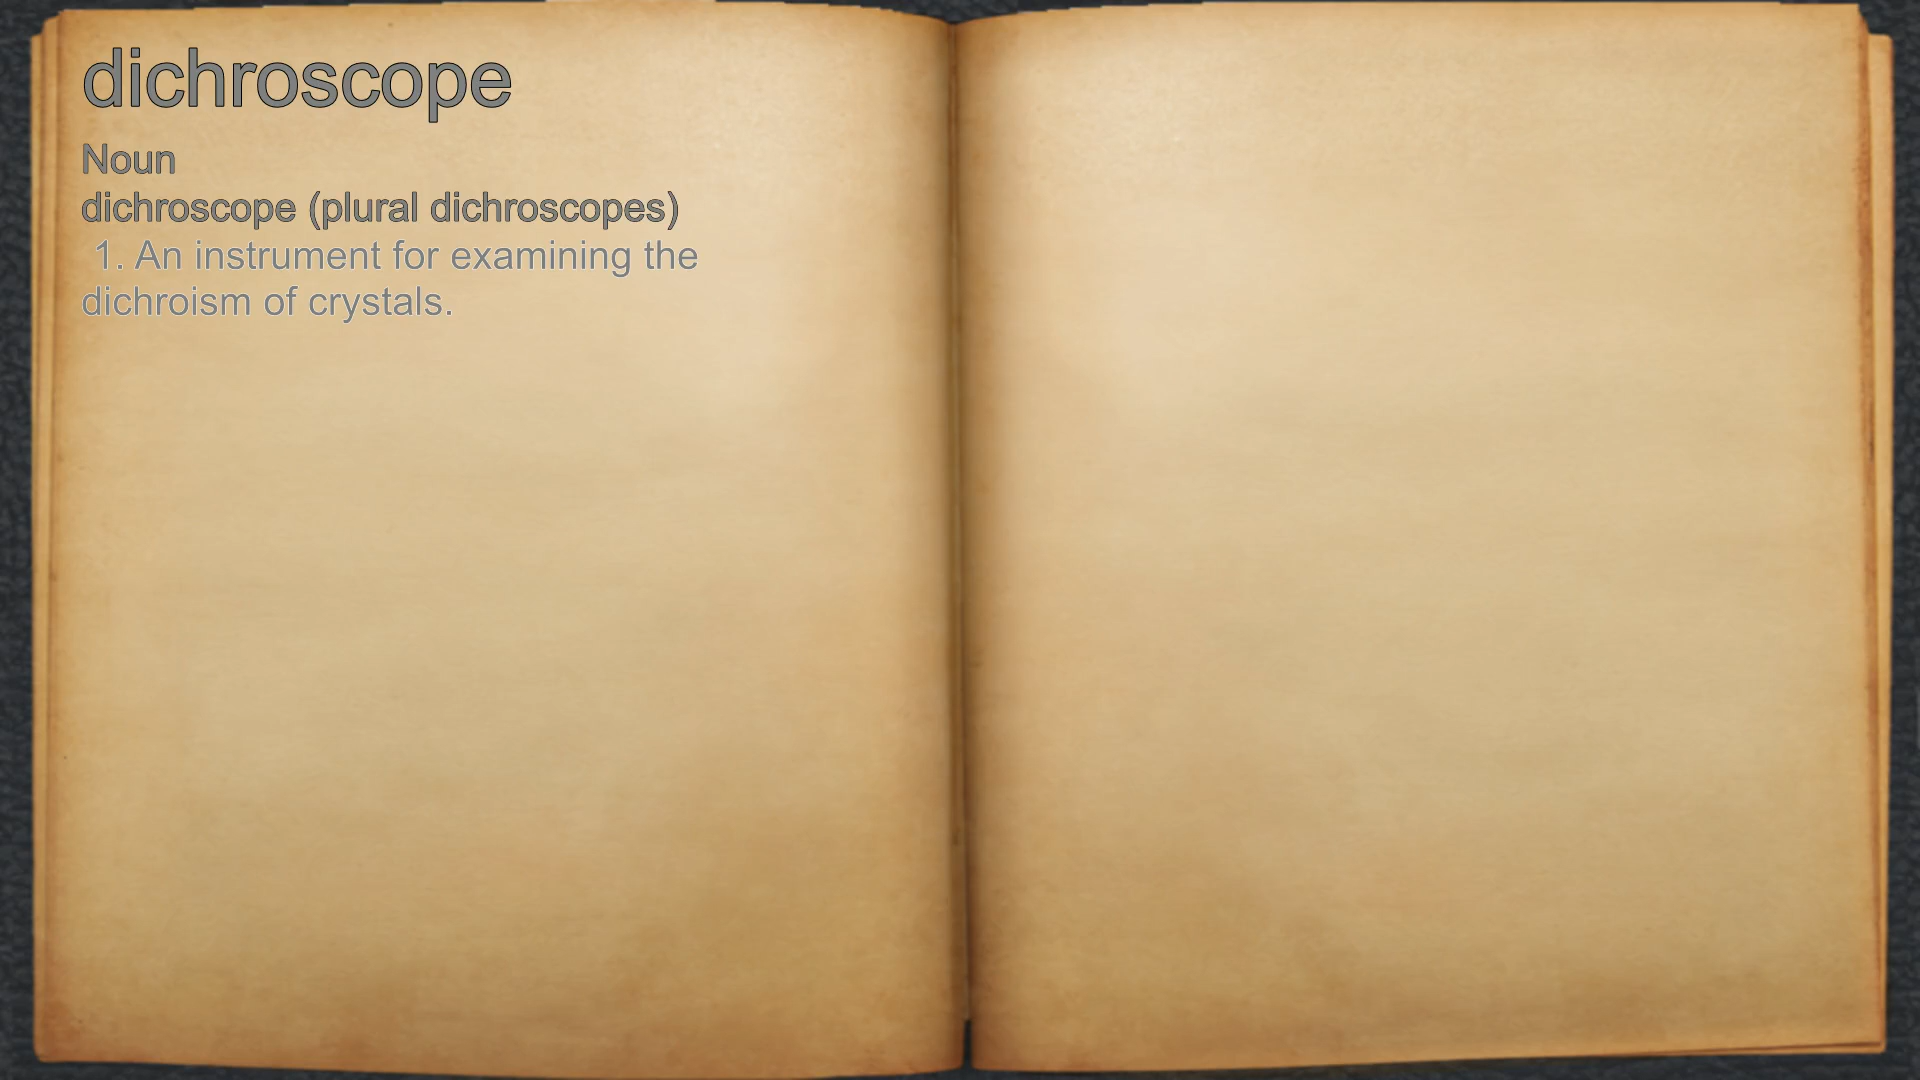 dichroscope
Noun
dichroscope (plural dichroscopes)
1. An instrument for examining the
dichroism of crystals.